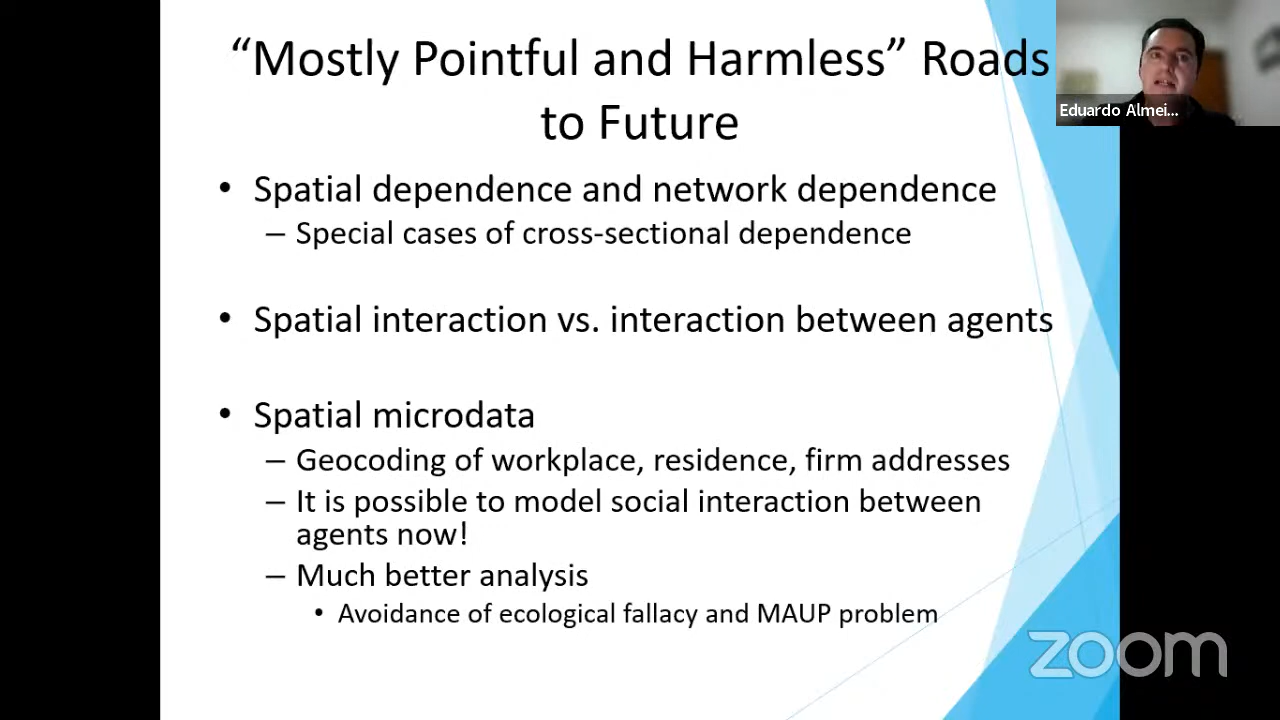 “Mostly Pointful and Harmless” Roads
to Future
Eduardo Almei...
• Spatial dependence and network dependence
– Special cases of cross-sectional dependence
• Spatial interaction vs. interaction between agents
• Spatial microdata
– Geocoding of workplace, residence, firm addresses
– It is possible to model social interaction between
agents now!
– Much better analysis
• Avoidance of ecological fallacy and MAUP problem
zoom